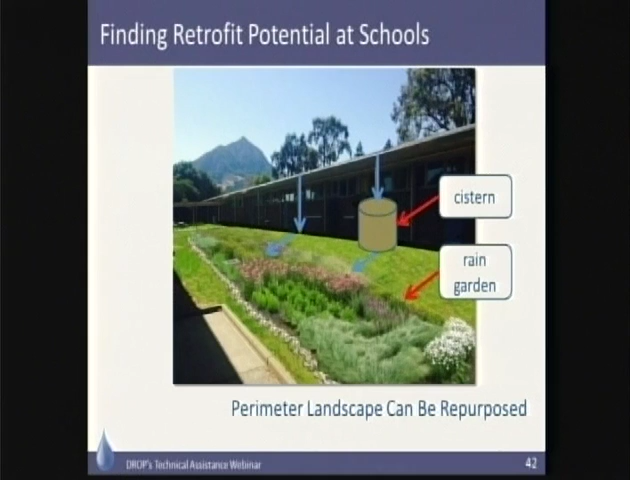 Finding Retrofit Potential at Schools
cistern
rain
garden
Perimeter Landscape Can Be Repurposed
DROP's Technical Assistance Webinar
42